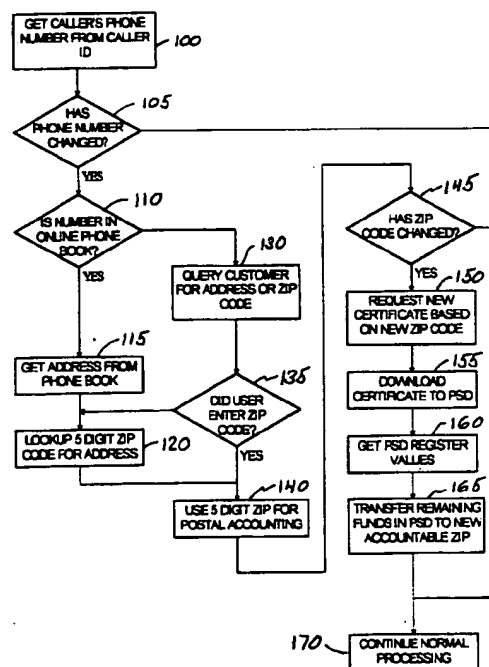 GET CALLER'S PHONE
NUMBER FROM CALLER
ID
100
HAS
PHONE NUMBER
CHANGED?
105
YES
IS NUMBER IN
ONLINE PHONE
BOOK?
110
YES
GET ADDRESS FROM
PHONE BOOK
115
LOOKUP 5 DIGIT ZIP
CODE FOR ADDRESS
120
QUERY CUSTOMER
FOR ADDRESS OR ZIP
CODE
130
DID USER
ENTER ZIP
CODE?
135
YES
USE 5 DIGIT ZIP FOR
POSTAL ACCOUNTING
140
HAS ZIP
CODE CHANGED?
145
YES
REQUEST NEW
CERTIFICATE BASED
ON NEW ZIP CODE
150
DOWNLOAD
CERTIFICATE TO PSD
155
GET PSD REGISTER
VALUES
160
TRANSFER REMAINING
FUNDS IN PSD TO NEW
ACCOUNTABLE ZIP
165
CONTINUE NORMAL
PROCESSING
170